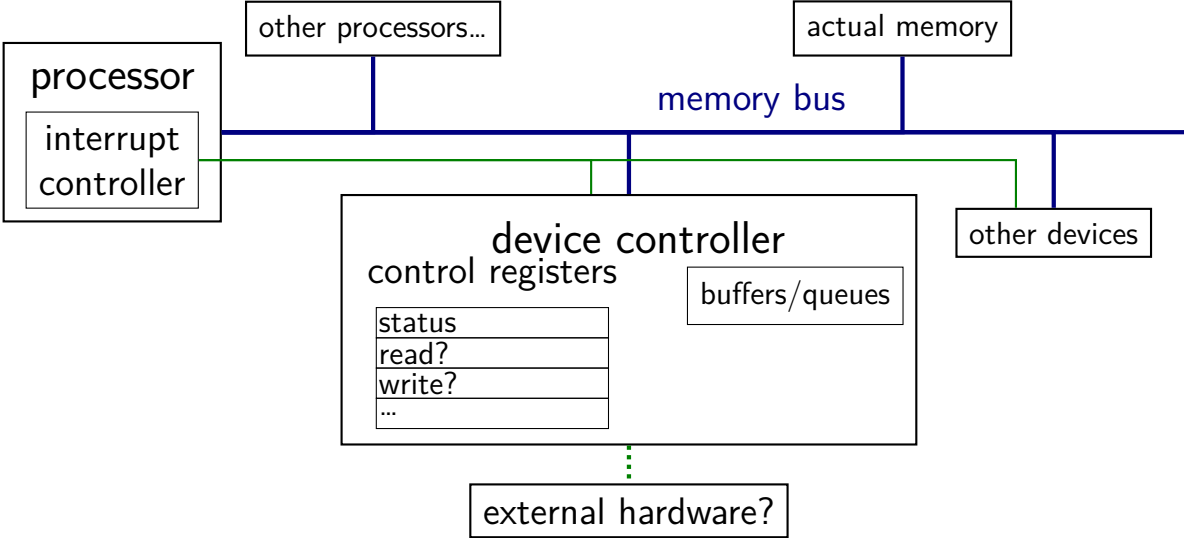 other processors…
actual memory
processor
memory bus
interrupt
controller
other devices
device controller
control registers
buffers/queues
status
read?
write?
…
external hardware?